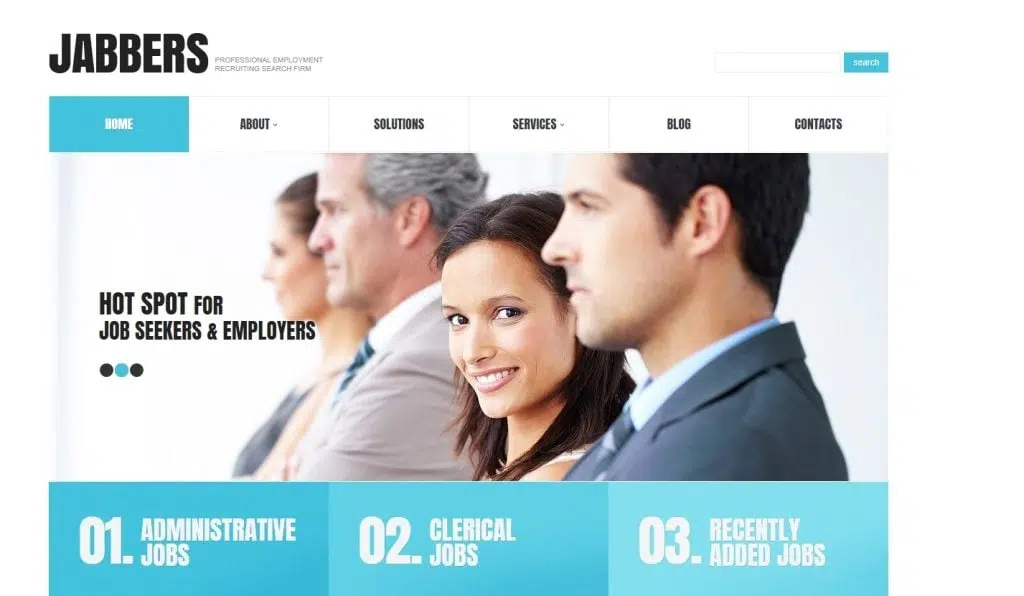 JABBERS
PROFESSIONAL EMPLOYMENT
RECRUITING SEARCH FIRM
search
HOME
ABOUT
SOLUTIONS
SERVICES
BLOG
CONTACTS
HOT SPOT FOR
JOB SEEKERS & EMPLOYERS
01. ADMINISTRATIVE
JOBS
02. CLERICAL
JOBS
03. RECENTLY
ADDED JOBS